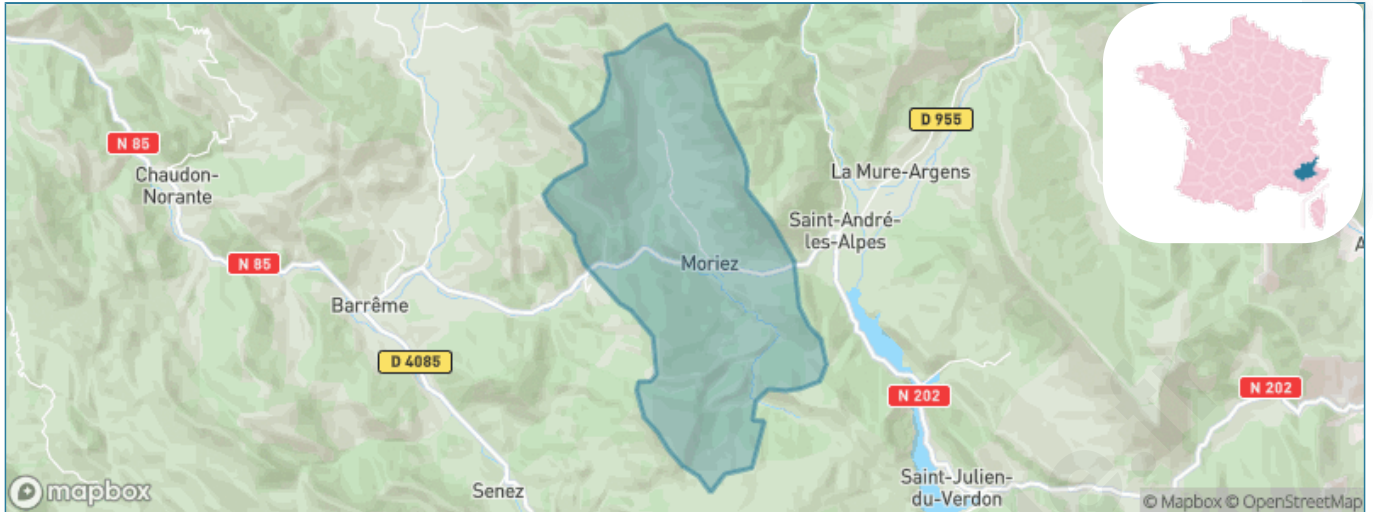 D 955
N 85
Chaudon-
Norante
La Mure-Argens
Saint-André-
les-Alpes
N 85
Moriez
A
Barrême
D 4085
N 202
N 202
Saint-Julien-
du-Verdon
Senez
mapbox
© Mapbox © OpenStreetMap